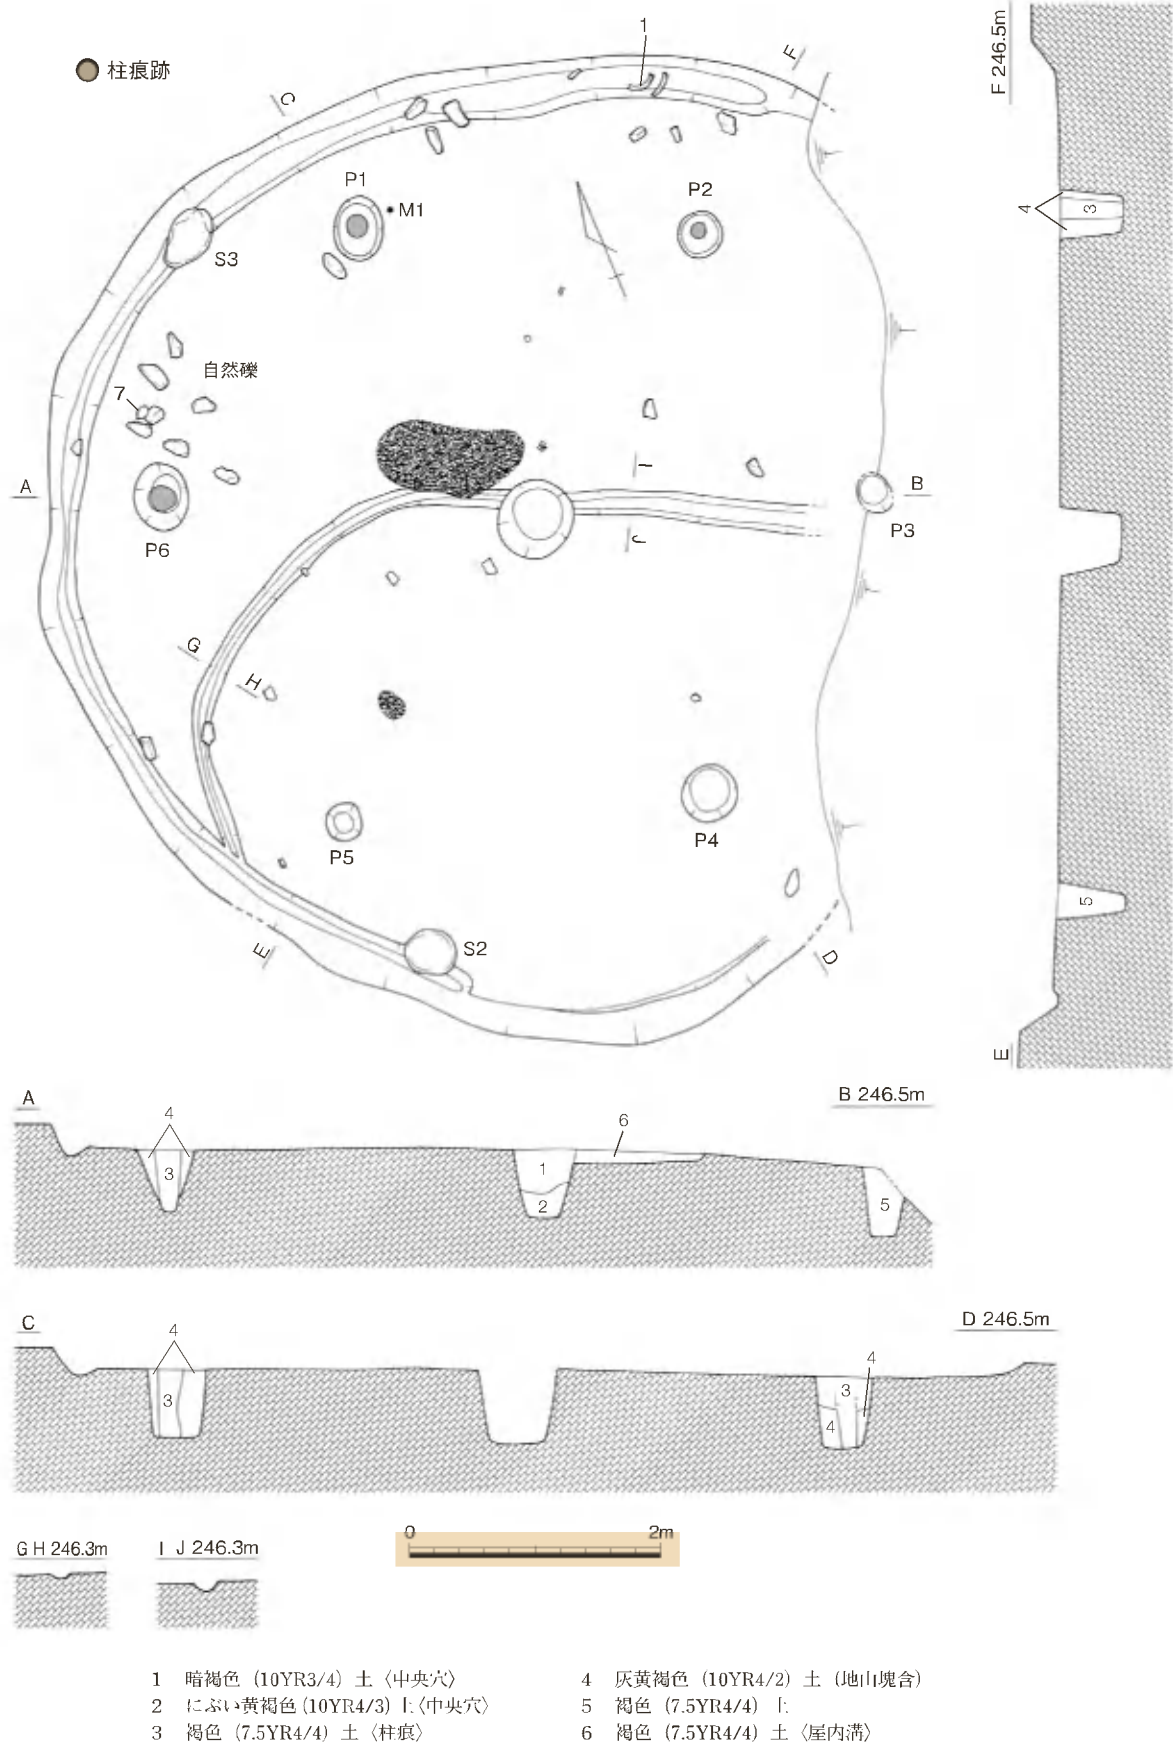 柱痕跡
1
F
F 246.5m
C
P1
M1
P2
S3
4
3
自然礫
7
A
I
B
P6
J
P3
G
H
P5
P4
5
E
S2
D
E
A
B 246.5m
4
6
3
1
2
5
C
D 246.5m
4
4
3
3
4
0 2m
G H 246.3m
I J 246.3m
1 暗褐色 (10YR3/4) 土〈中央穴〉
2 にぶい黄褐色 (10YR4/3) 土〈中央穴〉
3 褐色 (7.5YR4/4) 土〈柱痕〉
4 灰黄褐色 (10YR4/2) 土 (地山塊含)
5 褐色 (7.5YR4/4) 土
6 褐色 (7.5YR4/4) 土〈屋内溝〉